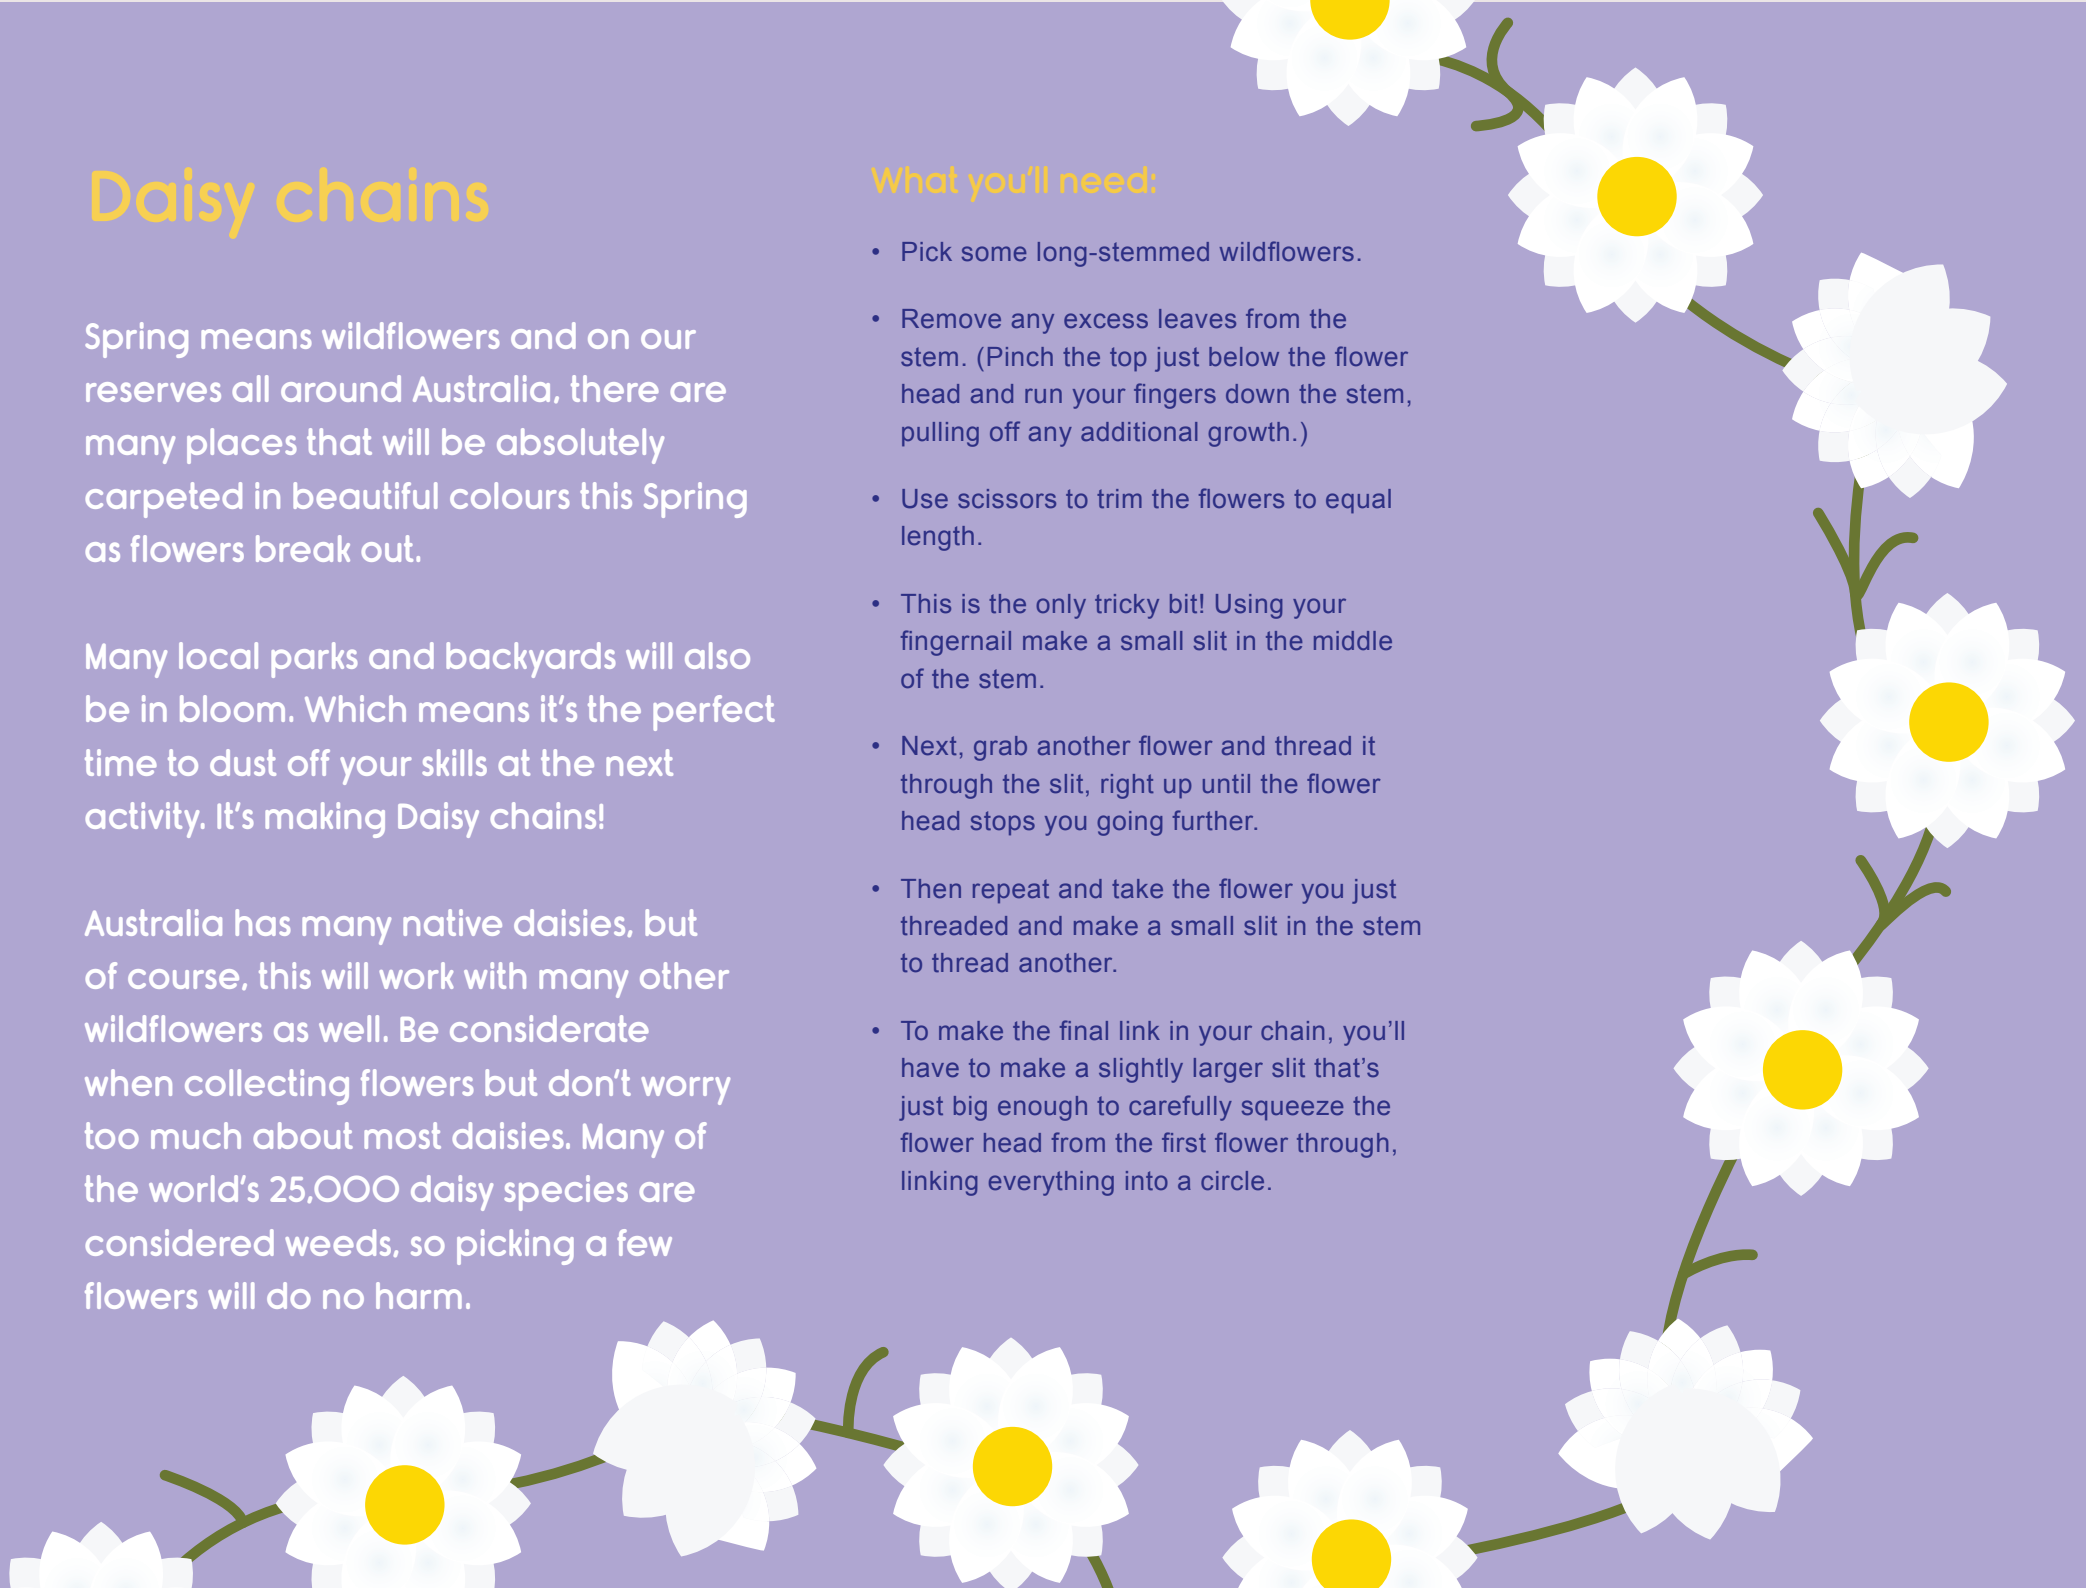 Daisy chains
Spring means wildflowers and on our
reserves all around Australia, there are
many places that will be absolutely
carpeted in beautiful colours this Spring
as flowers break out.
Many local parks and backyards will also
be in bloom. Which means it's the perfect
time to dust off your skills at the next
activity. It's making Daisy chains!
Australia has many native daisies, but
of course, this will work with many other
wildflowers as well. Be considerate
when collecting flowers but don't worry
too much about most daisies. Many of
the world's 25,000 daisy species are
considered weeds, so picking a few
flowers will do no harm.
What you'll need:
• Pick some long-stemmed wildflowers.
• Remove any excess leaves from the
stem. (Pinch the top just below the flower
head and run your fingers down the stem,
pulling off any additional growth.)
• Use scissors to trim the flowers to equal
length.
• This is the only tricky bit! Using your
fingernail make a small slit in the middle
of the stem.
• Next, grab another flower and thread it
through the slit, right up until the flower
head stops you going further.
• Then repeat and take the flower you just
threaded and make a small slit in the stem
to thread another.
• To make the final link in your chain, you’ll
have to make a slightly larger slit that’s
just big enough to carefully squeeze the
flower head from the first flower through,
linking everything into a circle.